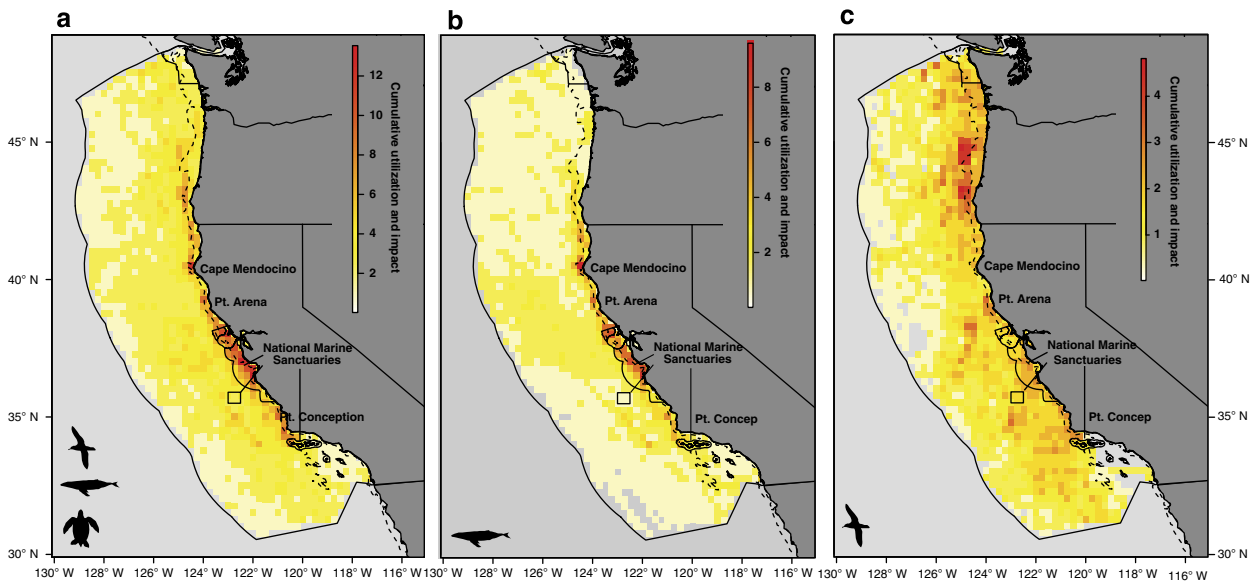 a
12
10
8
6
4
2
Cumulative utilization and impact
45° N
40° N
35° N
30° N
Cape Mendocino
Pt. Arena
National Marine
Sanctuaries
Pt. Conception
130° W 128° W 126° W 124° W 122° W 120° W 118° W 116° W
b
8
6
4
2
Cumulative utilization and impact
Cape Mendocino
Pt. Arena
National Marine
Sanctuaries
Pt. Concep
130° W 128° W 126° W 124° W 122° W 120° W 118° W 116° W
c
4
3
2
1
Cumulative utilization and impact
45° N
40° N
35° N
30° N
Cape Mendocino
Pt. Arena
National Marine
Sanctuaries
Pt. Concep
130° W 128° W 126° W 124° W 122° W 120° W 118° W 116° W